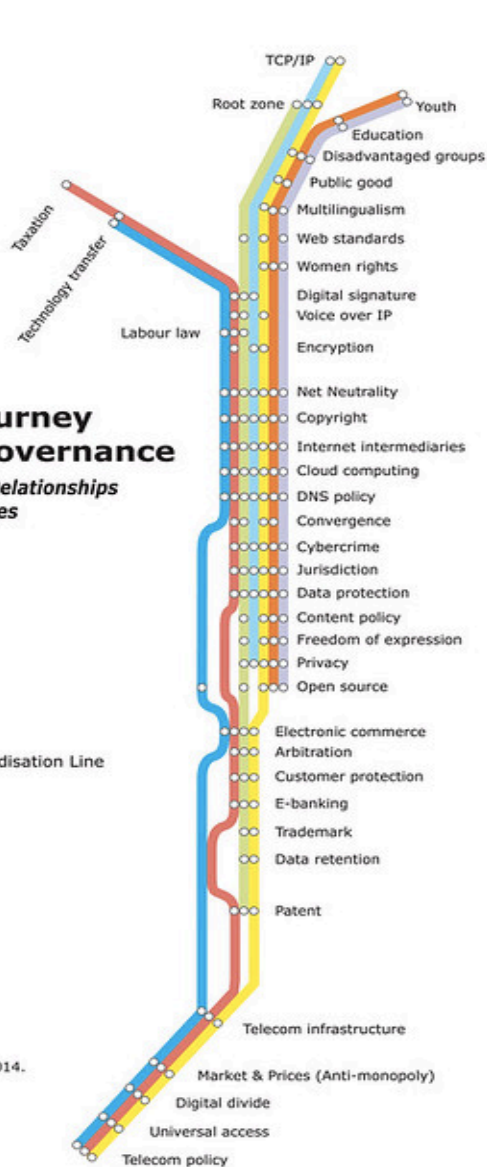 TCP/IP
Root zone
Youth
Education
Disadvantaged groups
Public good
Multilingualism
Taxation
Technology transfer
Web standards
Women rights
Digital signature
Voice over IP
Labour law
Encryption
Net Neutrality
urney
Copyright
overnance
Internet intermediaries
Cloud computing
elationships
DNS policy
es
Convergence
Cybercrime
Jurisdiction
Data protection
Content policy
Freedom of expression
Privacy
Open source
Electronic commerce
Arbitration
disation Line
Customer protection
E-banking
Trademark
Data retention
Patent
Telecom infrastructure
014.
Market & Prices (Anti-monopoly)
Digital divide
Universal access
Telecom policy